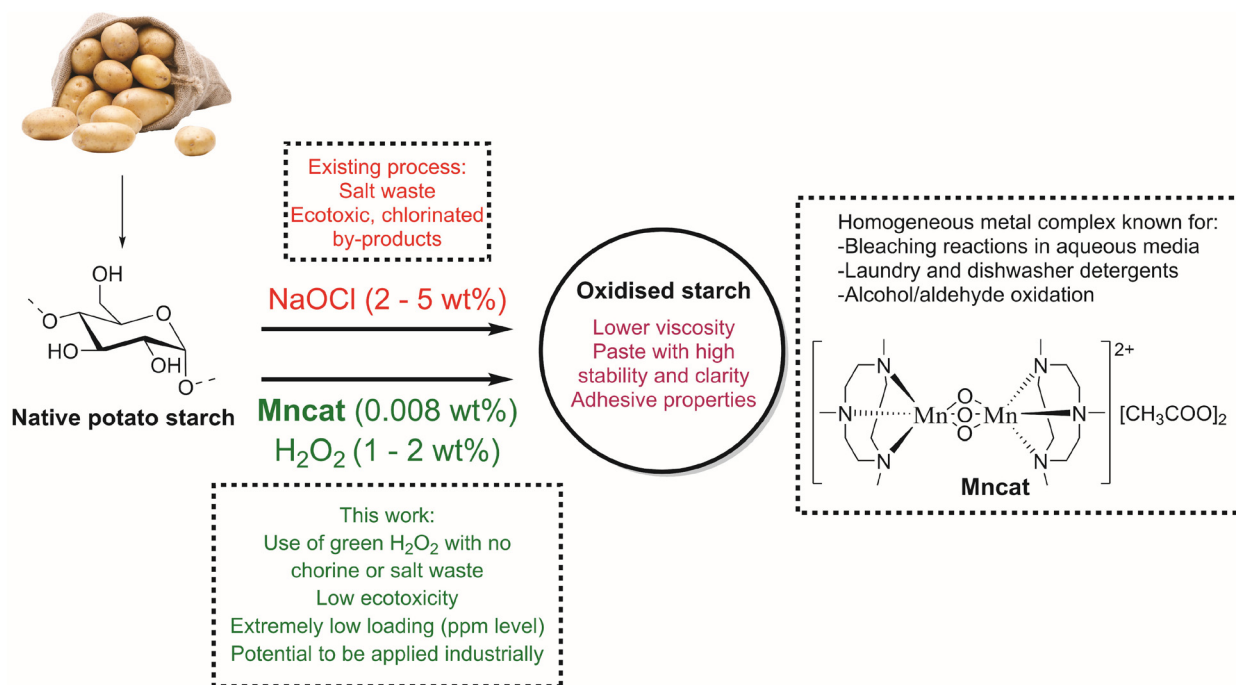 Existing process:
Salt waste
Ecotoxic, chlorinated
by-products
NaOCl (2 - 5 wt%)
OH
O
O
HO
OH
O
Native potato starch
Mncat (0.008 wt%)
H₂O₂ (1 - 2 wt%)
This work:
Use of green H₂O₂ with no
chorine or salt waste
Low ecotoxicity
Extremely low loading (ppm level)
Potential to be applied industrially
Oxidised starch
Lower viscosity
Paste with high
stability and clarity
Adhesive properties
Homogeneous metal complex known for:
-Bleaching reactions in aqueous media
-Laundry and dishwasher detergents
-Alcohol/aldehyde oxidation
2+
N
N
O
N
Mn
O
Mn
N
[CH₃COO]₂
O
N
N
Mncat